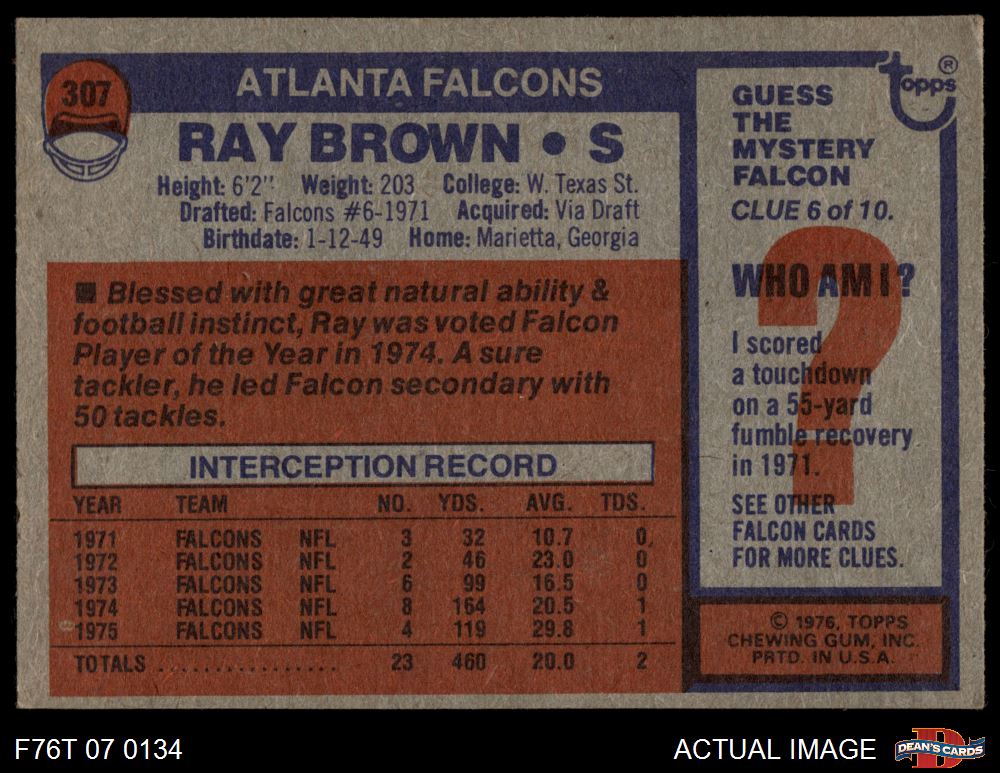 307
ATLANTA FALCONS
RAY BROWN • S
Height: 6'2" Weight: 203 College: W. Texas St.
Drafted: Falcons #6-1971 Acquired: Via Draft
Birthdate: 1-12-49 Home: Marietta, Georgia
■ Blessed with great natural ability &
football instinct, Ray was voted Falcon
Player of the Year in 1974. A sure
tackler, he led Falcon secondary with
50 tackles.
INTERCEPTION RECORD
YEAR TEAM NO. YDS. AVG. TDS.
1971 FALCONS NFL 3 32 10.7 0
1972 FALCONS NFL 2 46 23.0 0
1973 FALCONS NFL 6 99 16.5 0
1974 FALCONS NFL 8 164 20.5 1
1975 FALCONS NFL 4 119 29.8 1
TOTALS ................. 23 460 20.0 2
topps®
GUESS
THE
MYSTERY
FALCON
CLUE 6 of 10.
?
WHO AM I?
I scored
a touchdown
on a 55-yard
fumble recovery
in 1971.
SEE OTHER
FALCON CARDS
FOR MORE CLUES.
© 1976, TOPPS
CHEWING GUM, INC.
PRTD. IN U.S.A.
F76T 07 0134
ACTUAL IMAGE
D
DEAN'S CARDS